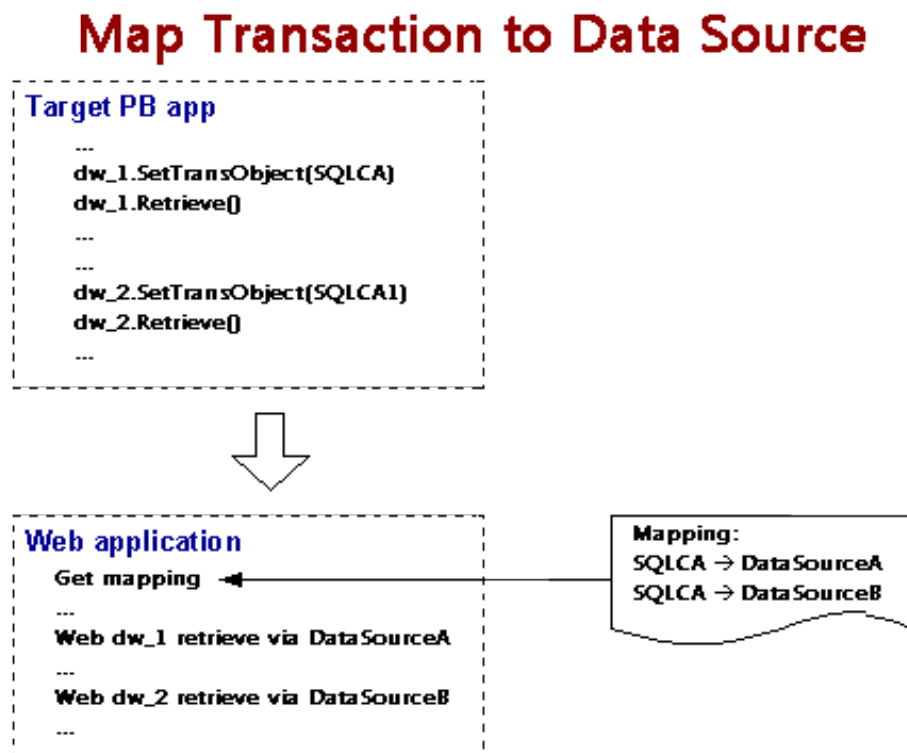 Map Transaction to Data Source
Target PB app
...
dw_1.SetTransObject(SQLCA)
dw_1.Retrieve()
...
...
dw_2.SetTransObject(SQLCA1)
dw_2.Retrieve()
...
Web application
Get mapping
...
Web dw_1 retrieve via DataSourceA
...
Web dw_2 retrieve via DataSourceB
...
Mapping:
SQLCA → DataSourceA
SQLCA → DataSourceB